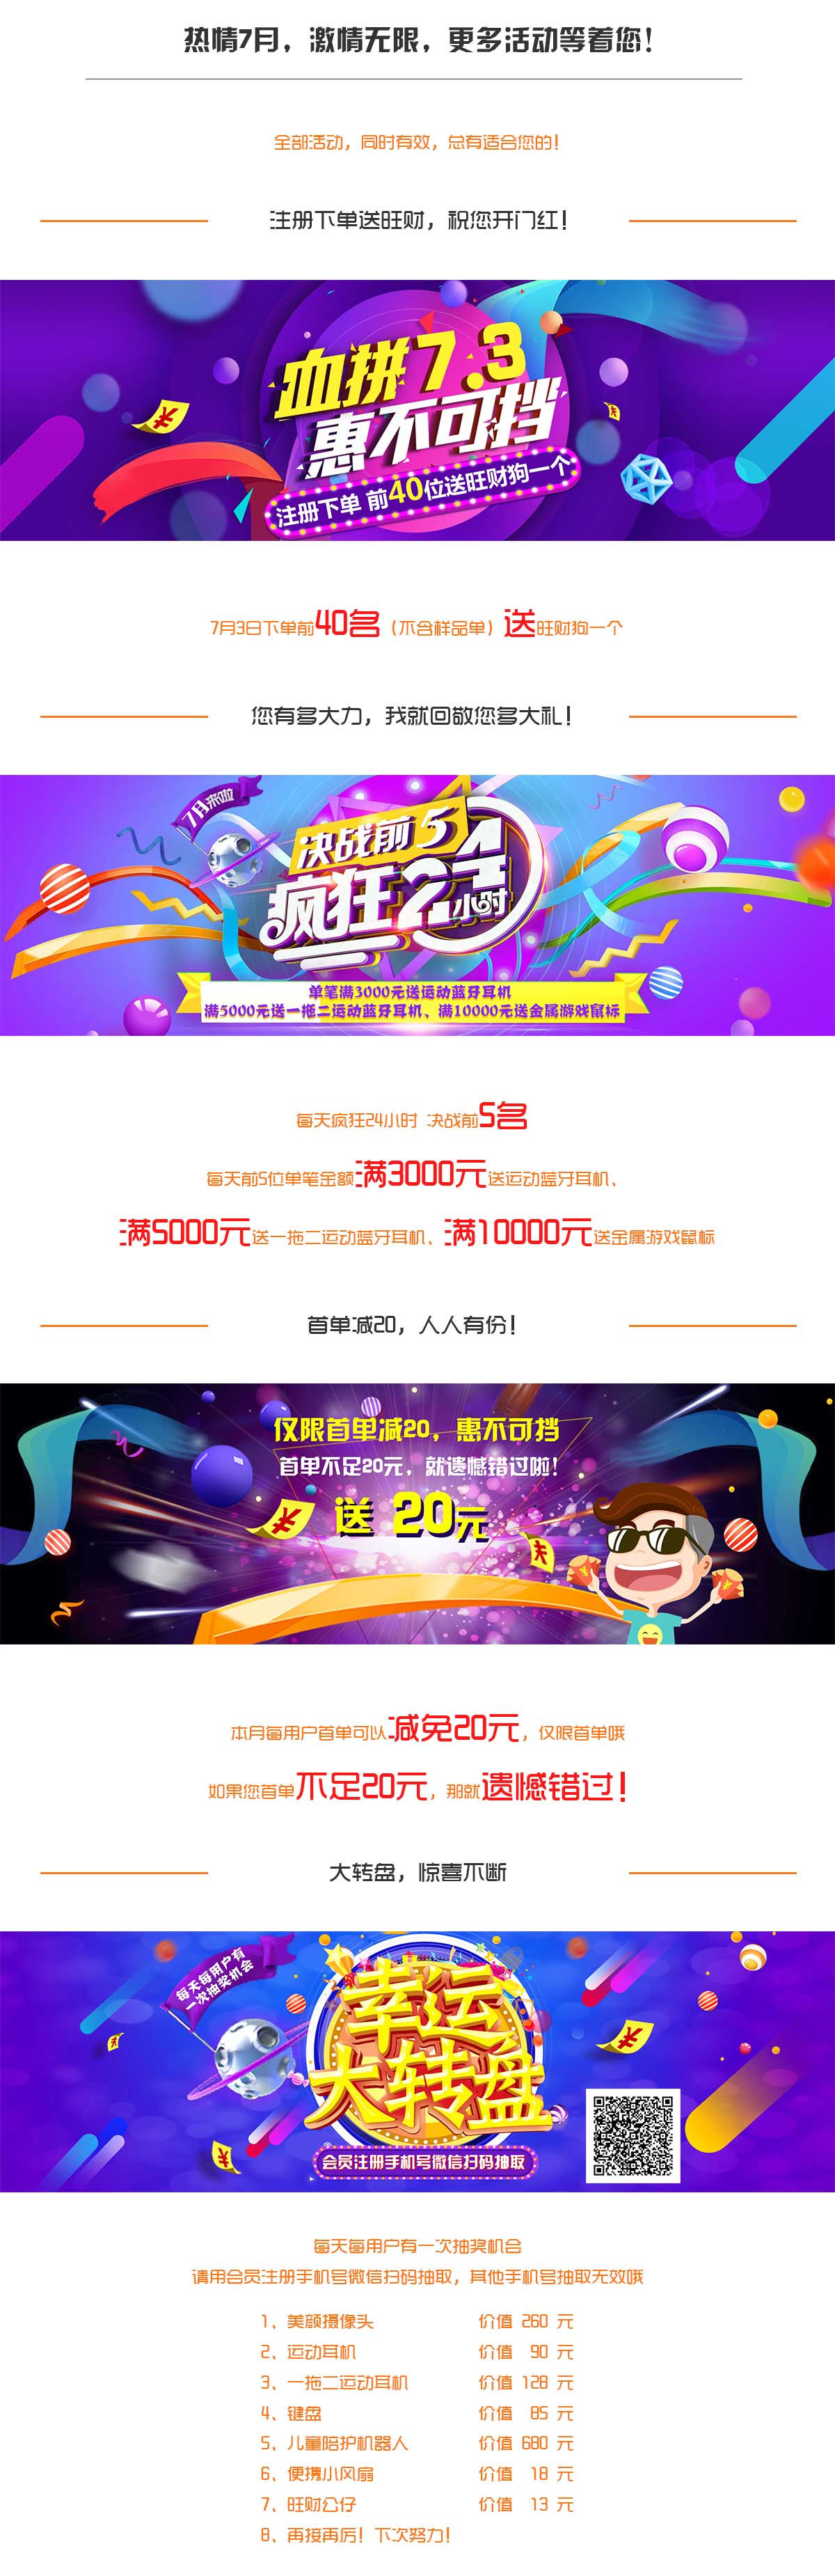 热情7月，激情无限，更多活动等着您！
全部活动，同时有效，总有适合您的！
注册下单送旺财，祝您开门红！
血拼7.3
惠不可挡
注册下单 前40位送旺财狗一个
7月3日下单前40名（不含样品单）送旺财狗一个
您有多大力，我就回敬您多大礼！
7月来啦
决战前5
疯狂24小时
单笔满3000元送运动蓝牙耳机
满5000元送一拖二运动蓝牙耳机、满10000元送金属游戏鼠标
每天疯狂24小时 决战前5名
每天前5位单笔金额满3000元送运动蓝牙耳机、
满5000元送一拖二运动蓝牙耳机、满10000元送金属游戏鼠标
首单减20，人人有份！
仅限首单减20，惠不可挡
首单不足20元，就遗憾错过啦！
送 20元
本月每用户首单可以减免20元，仅限首单哦
如果您首单不足20元，那就遗憾错过！
大转盘，惊喜不断
每天每用户有
一次抽奖机会
幸运
大转盘
会员注册手机号微信扫码抽取
每天每用户有一次抽奖机会
请用会员注册手机号微信扫码抽取，其他手机号抽取无效哦
1、美颜摄像头 价值 260 元
2、运动耳机 价值 90 元
3、一拖二运动耳机 价值 128 元
4、键盘 价值 85 元
5、儿童陪护机器人 价值 680 元
6、便携小风扇 价值 18 元
7、旺财公仔 价值 13 元
8、再接再厉！下次努力！